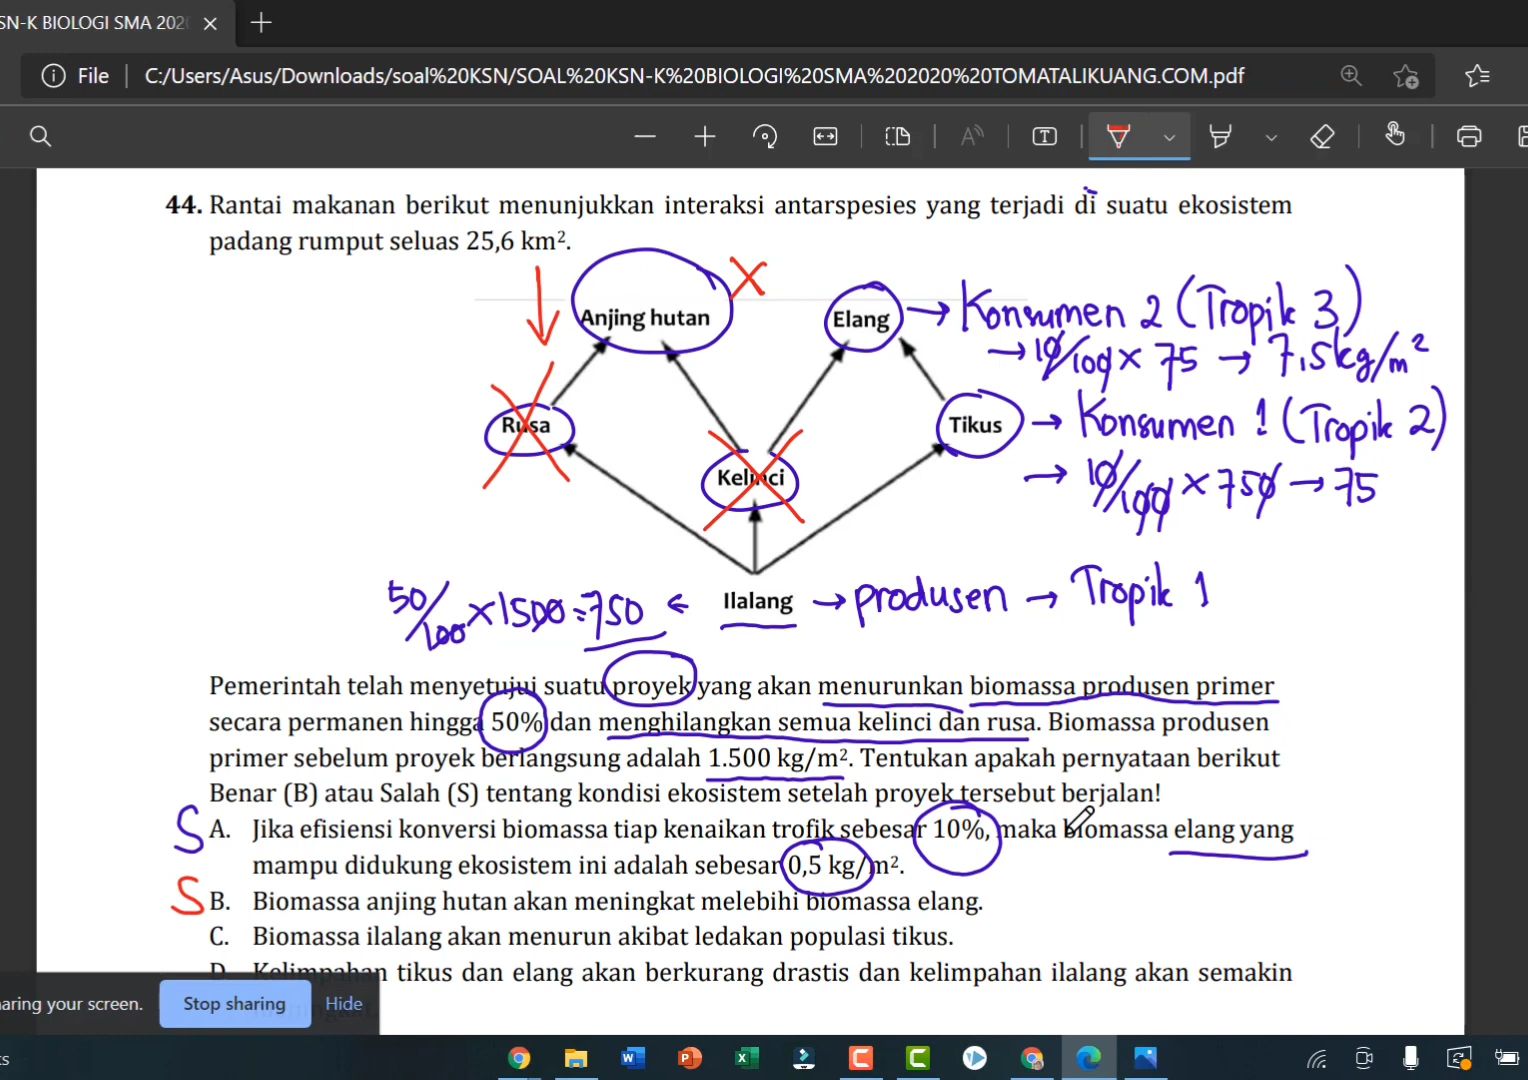 SN-K BIOLOGI SMA 202
File
C:/Users/Asus/Downloads/soal%20KSN/SOAL%20KSN-K%20BIOLOGI%20SMA%202020%20TOMATALIKUANG.COM.pdf
44. Rantai makanan berikut menunjukkan interaksi antarspesies yang terjadi di suatu ekosistem
padang rumput seluas 25,6 km².
X
Anjing hutan
Elang → Konsumen 2 (Tropik 3)
→ 10/100 x 75 → 7,5 kg/m²
Rusa
Tikus → Konsumen 1 (Tropik 2)
Kelinci
→ 10/100 x 750 → 75
50/100 x 1500 = 750 ← Ilalang → produsen → Tropik 1
Pemerintah telah menyetujui suatu proyek yang akan menurunkan biomassa produsen primer
secara permanen hingga 50% dan menghilangkan semua kelinci dan rusa. Biomassa produsen
primer sebelum proyek berlangsung adalah 1.500 kg/m². Tentukan apakah pernyataan berikut
Benar (B) atau Salah (S) tentang kondisi ekosistem setelah proyek tersebut berjalan!
S A. Jika efisiensi konversi biomassa tiap kenaikan trofik sebesar 10%, maka biomassa elang yang
mampu didukung ekosistem ini adalah sebesar 0,5 kg/m².
S B. Biomassa anjing hutan akan meningkat melebihi biomassa elang.
C. Biomassa ilalang akan menurun akibat ledakan populasi tikus.
D. Kelimpahan tikus dan elang akan berkurang drastis dan kelimpahan ilalang akan semakin
aring your screen.
Stop sharing
Hide